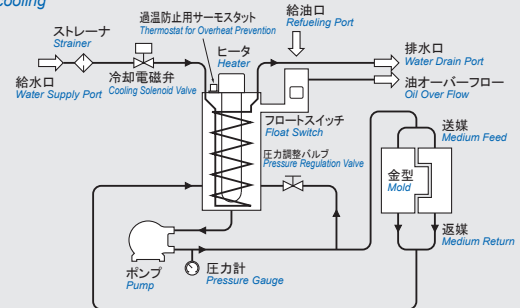 Cooling
ストレーナ
Strainer
過温防止用サーモスタット
Thermostat for Overheat Prevention
給油口
Refueling Port
ヒータ
Heater
排水口
Water Drain Port
給水口
Water Supply Port
冷却電磁弁
Cooling Solenoid Valve
油オーバーフロー
Oil Over Flow
フロートスイッチ
Float Switch
送媒
Medium Feed
圧力調整バルブ
Pressure Regulation Valve
金型
Mold
返媒
Medium Return
ポンプ
Pump
圧力計
Pressure Gauge